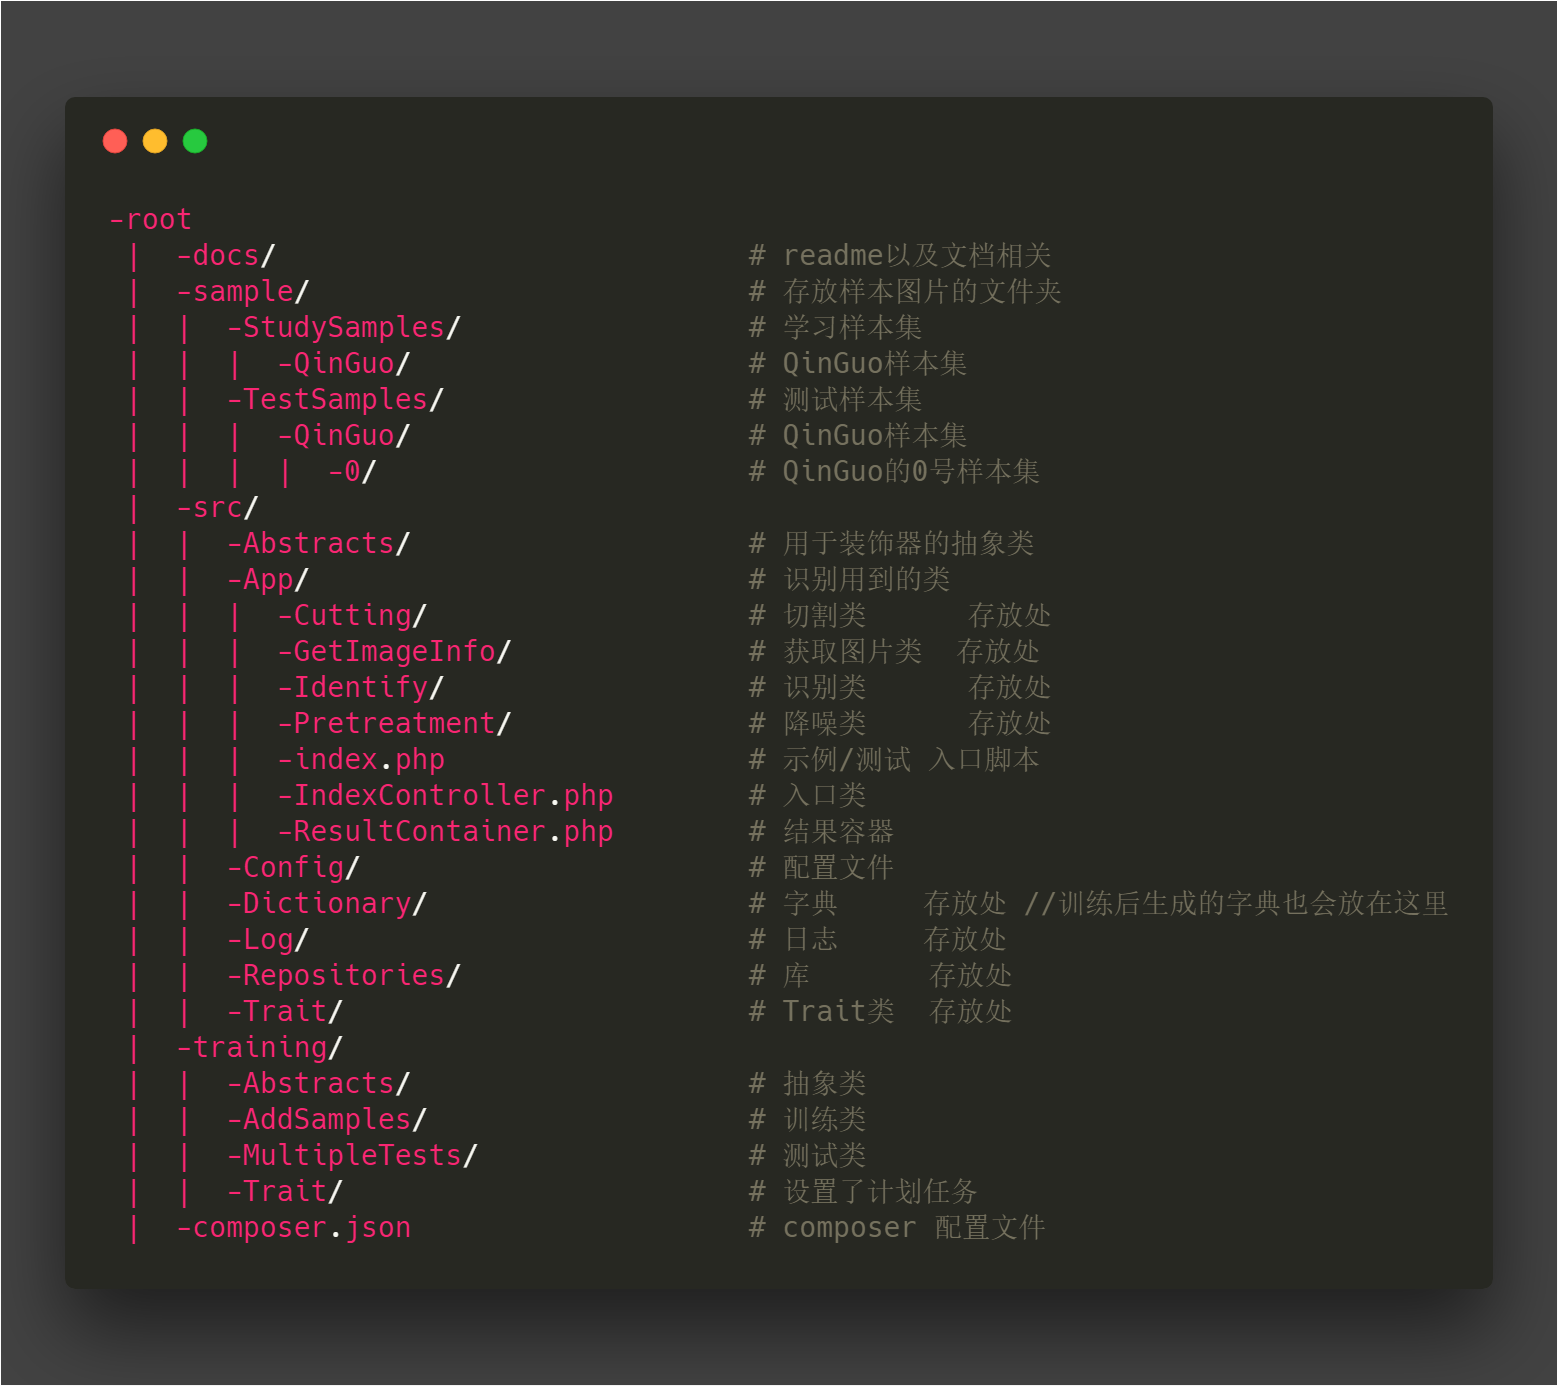 -root
 |  -docs/                            # readme以及文档相关
 |  -sample/                          # 存放样本图片的文件夹
 |  |  -StudySamples/                 # 学习样本集
 |  |  |  -QinGuo/                    # QinGuo样本集
 |  |  -TestSamples/                  # 测试样本集
 |  |  |  -QinGuo/                    # QinGuo样本集
 |  |  |  |  -0/                      # QinGuo的0号样本集
 |  -src/
 |  |  -Abstracts/                    # 用于装饰器的抽象类
 |  |  -App/                          # 识别用到的类
 |  |  |  -Cutting/                   # 切割类      存放处
 |  |  |  -GetImageInfo/              # 获取图片类  存放处
 |  |  |  -Identify/                  # 识别类      存放处
 |  |  |  -Pretreatment/              # 降噪类      存放处
 |  |  |  -index.php                  # 示例/测试 入口脚本
 |  |  |  -IndexController.php        # 入口类
 |  |  |  -ResultContainer.php        # 结果容器
 |  |  -Config/                       # 配置文件
 |  |  -Dictionary/                   # 字典     存放处 //训练后生成的字典也会放在这里
 |  |  -Log/                          # 日志     存放处
 |  |  -Repositories/                 # 库       存放处
 |  |  -Trait/                        # Trait类  存放处
 |  -training/
 |  |  -Abstracts/                    # 抽象类
 |  |  -AddSamples/                   # 训练类
 |  |  -MultipleTests/                # 测试类
 |  |  -Trait/                        # 设置了计划任务
 |  -composer.json                    # composer 配置文件